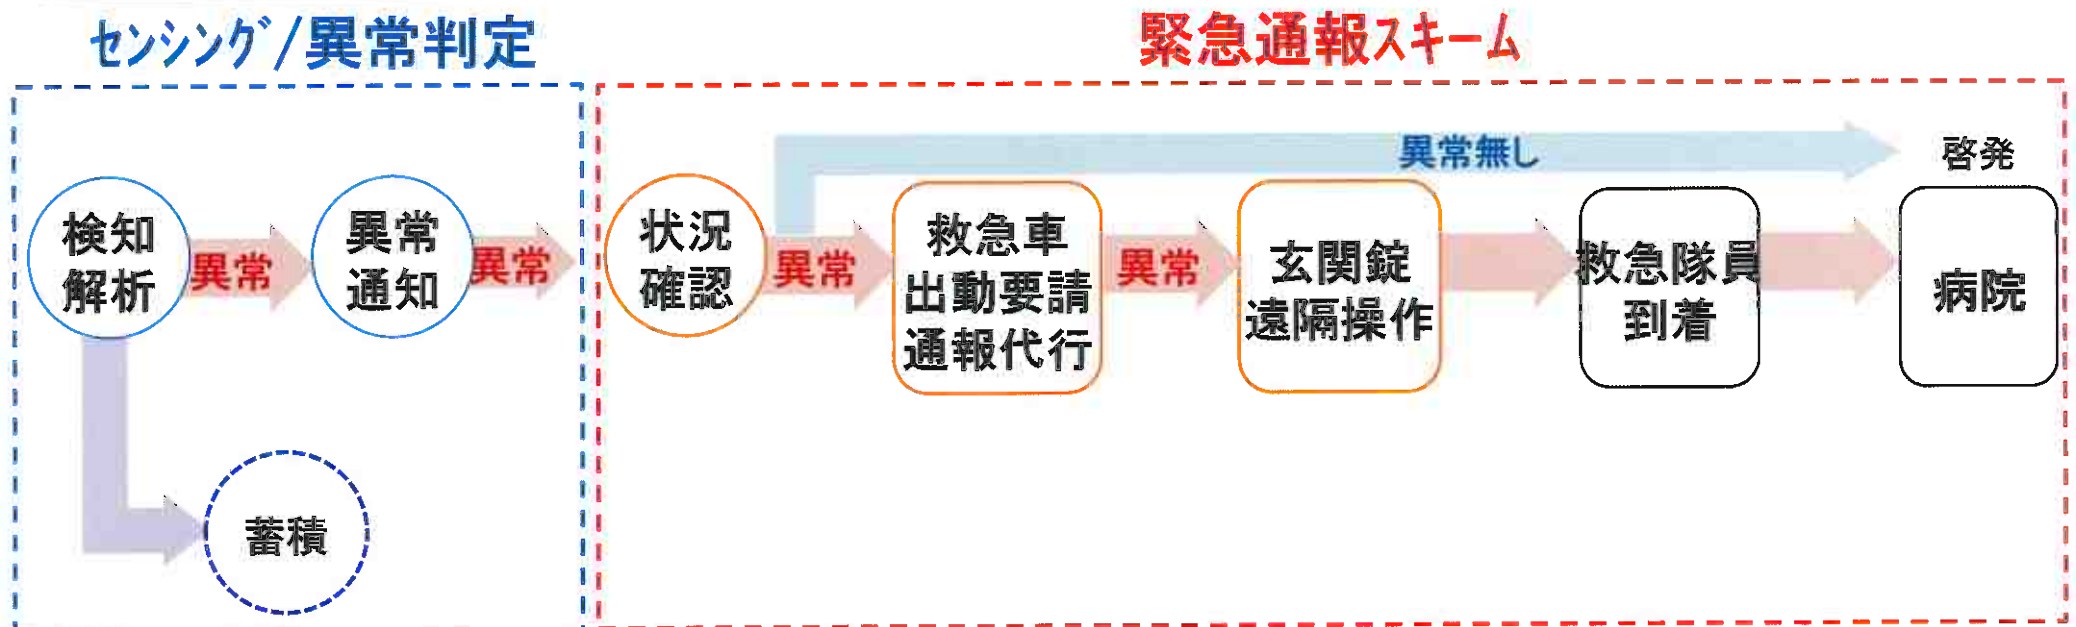 センシング/異常判定
緊急通報スキーム
異常無し
啓発
検知
解析
異常
異常
通知
異常
状況
確認
異常
救急車
出動要請
通報代行
異常
玄関錠
遠隔操作
救急隊員
到着
病院
蓄積